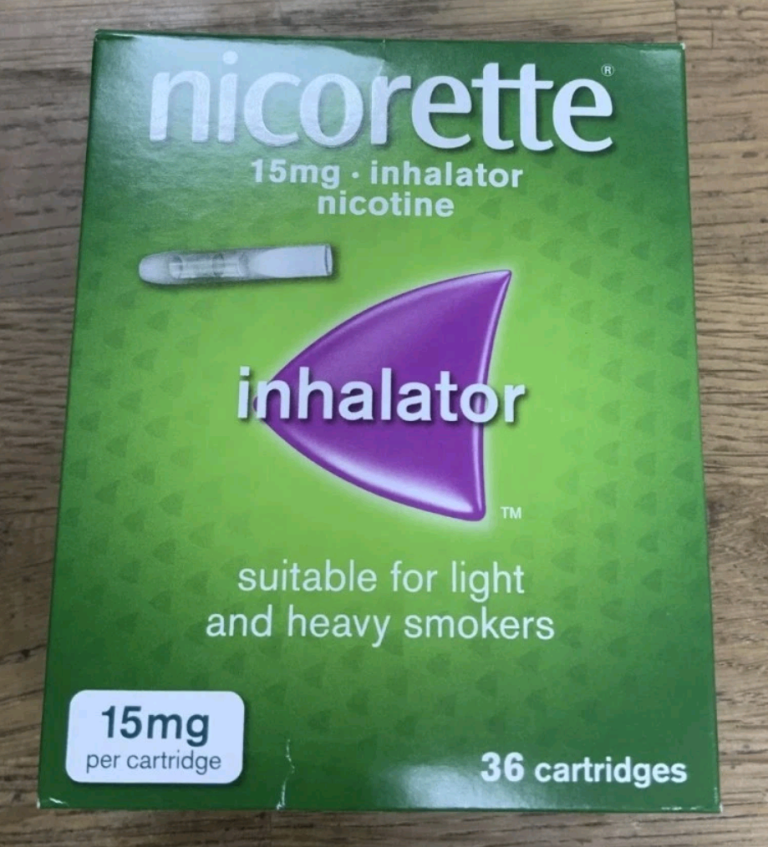 nicorette®
15mg · inhalator
nicotine
inhalator
TM
suitable for light
and heavy smokers
15mg
per cartridge
36 cartridges